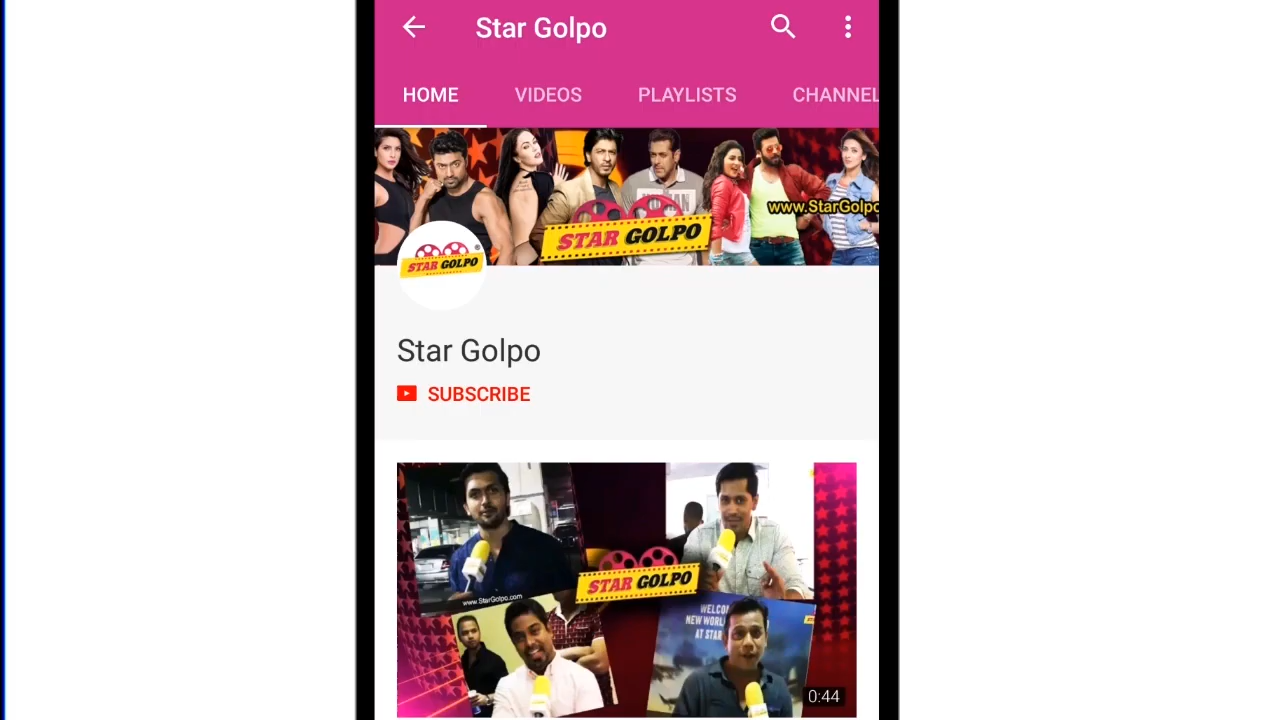 Star Golpo
HOME VIDEOS PLAYLISTS CHANNEL
www.StarGolpo
STAR GOLPO
STAR GOLPO
Star Golpo
SUBSCRIBE
STAR GOLPO
www.StarGolpo.com
WELCO
NEW WORL
AT STAR
0:44